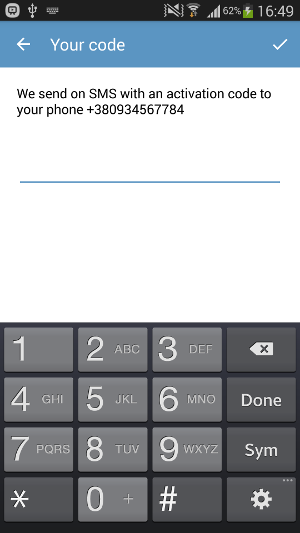 62% 16:49
Your code
We send on SMS with an activation code to
your phone +380934567784
1 2 ABC 3 DEF
4 GHI 5 JKL 6 MNO Done
7 PQRS 8 TUV 9 WXYZ Sym
* 0 + # ...